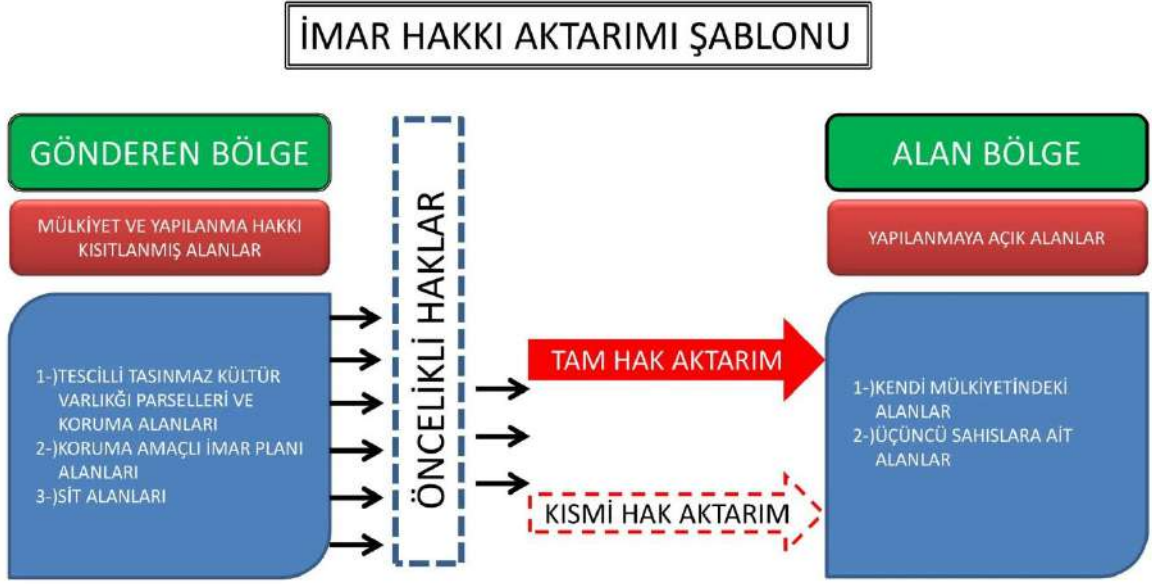 İMAR HAKKI AKTARIMI ŞABLONU
GÖNDEREN BÖLGE
MÜLKİYET VE YAPILANMA HAKKI
KISITLANMIŞ ALANLAR
1-)TESCİLLİ TASINMAZ KÜLTÜR
VARLIKĞI PARSELLERİ VE
KORUMA ALANLARI
2-)KORUMA AMAÇLI İMAR PLANI
ALANLARI
3-)SİT ALANLARI
ÖNCELİKLİ HAKLAR
TAM HAK AKTARIM
KISMİ HAK AKTARIM
ALAN BÖLGE
YAPILANMAYA AÇIK ALANLAR
1-)KENDİ MÜLKİYETİNDEKİ
ALANLAR
2-)ÜÇÜNCÜ SAHISLARA AİT
ALANLAR